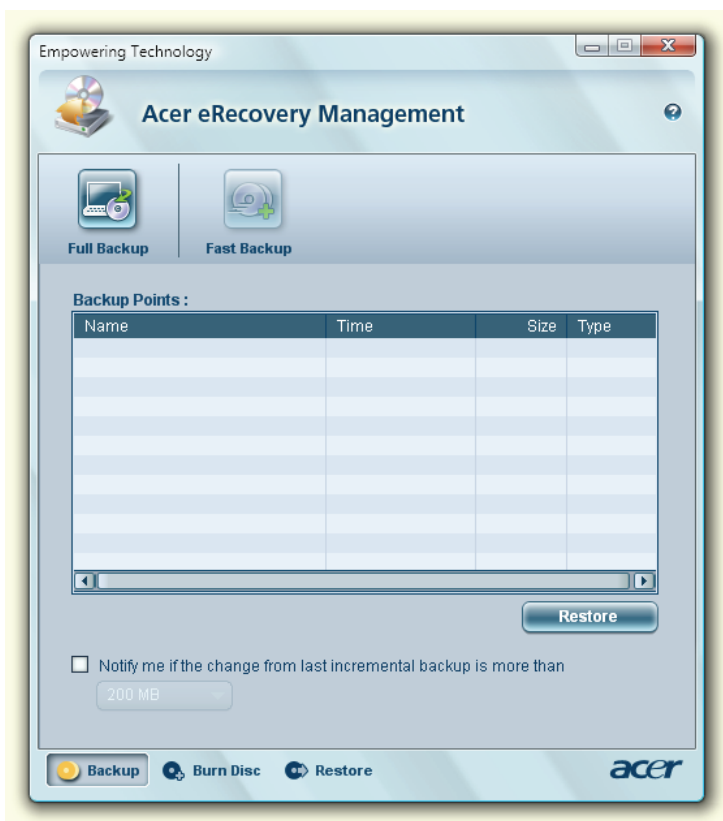 Empowering Technology
Acer eRecovery Management
Full Backup Fast Backup
Backup Points :
Name Time Size Type
Restore
Notify me if the change from last incremental backup is more than
200 MB
Backup Burn Disc Restore acer